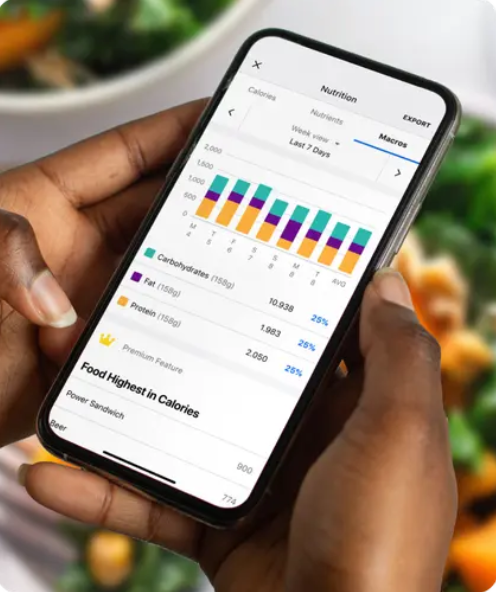 ×
Nutrition
EXPORT
Calories
Nutrients
Macros
Week view
Last 7 Days
2,000
1,500
1,000
500
0
M T F S S M T AVG
4 5 6 7 8 8 8
Carbohydrates (158g) 10.938 25%
Fat (158g) 1.983 25%
Protein (158g) 2.050 25%
Premium Feature
Food Highest in Calories
Power Sandwich 900
Beer 774